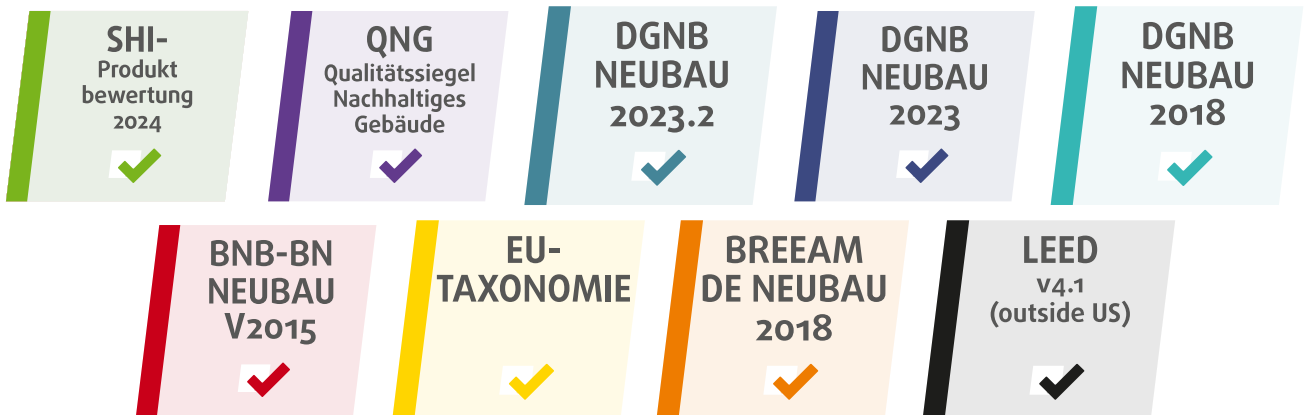 SHI-
Produkt
bewertung
2024
QNG
Qualitätssiegel
Nachhaltiges
Gebäude
DGNB
NEUBAU
2023.2
DGNB
NEUBAU
2023
DGNB
NEUBAU
2018
BNB-BN
NEUBAU
V2015
EU-
TAXONOMIE
BREEAM
DE NEUBAU
2018
LEED
v4.1
(outside US)